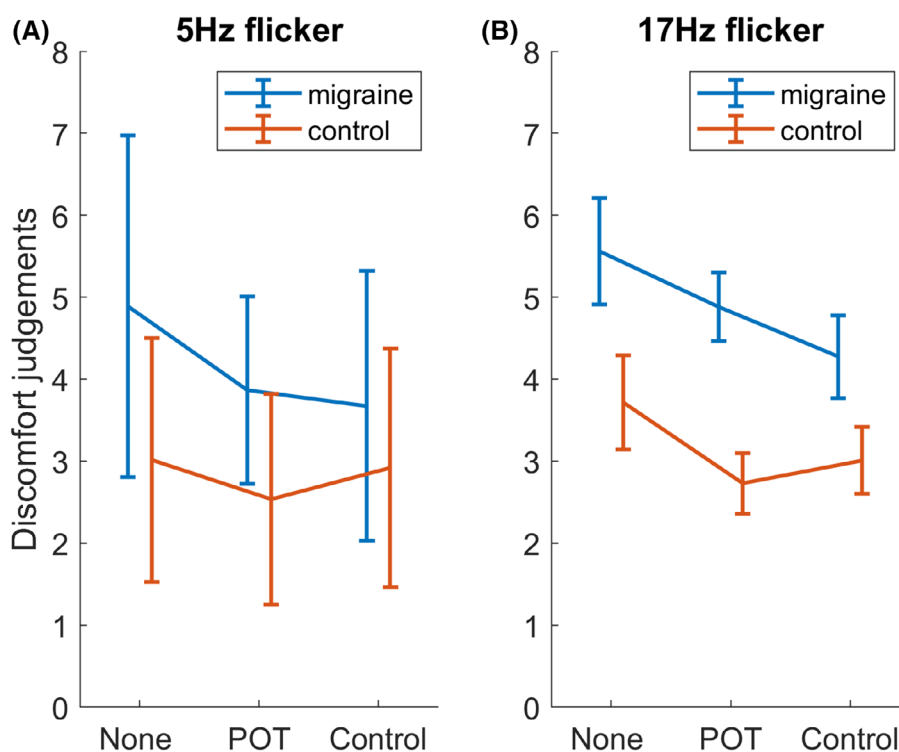 (A) 5Hz flicker
8
7
6
5
4
3
2
1
0
Discomfort judgements
migraine
control
None POT Control
(B) 17Hz flicker
8
7
6
5
4
3
2
1
0
migraine
control
None POT Control